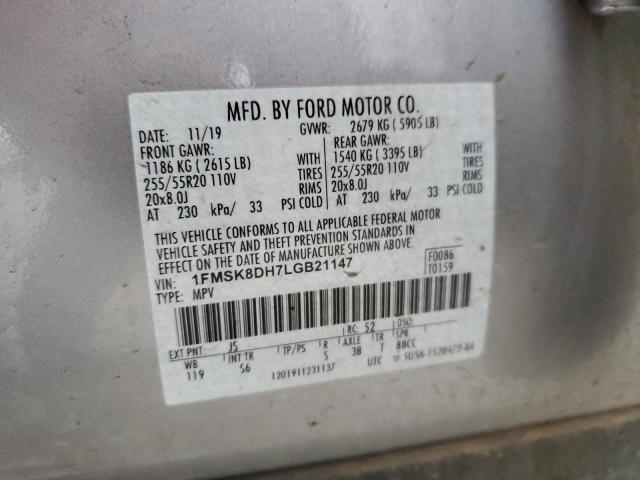 MFD. BY FORD MOTOR CO.
DATE: 11/19 GVWR: 2679 KG ( 5905 LB)
FRONT GAWR: REAR GAWR:
1186 KG ( 2615 LB) WITH 1540 KG ( 3395 LB) WITH
255/55R20 110V TIRES 255/55R20 110V TIRES
20x8.0J RIMS 20x8.0J RIMS
AT 230 kPa/ 33 PSI COLD AT 230 kPa/ 33 PSI COLD
THIS VEHICLE CONFORMS TO ALL APPLICABLE FEDERAL MOTOR
VEHICLE SAFETY AND THEFT PREVENTION STANDARDS IN
EFFECT ON THE DATE OF MANUFACTURE SHOWN ABOVE.
VIN: 1FMSK8DH7LGB21147 F0086
TYPE: MPV T0159
EXT PNT: JS RC: 52 DSO:
WB INT TR TP/PS R AXLE TR SPR
119 S6 S 3B T BBCC
1201911231137 UTC